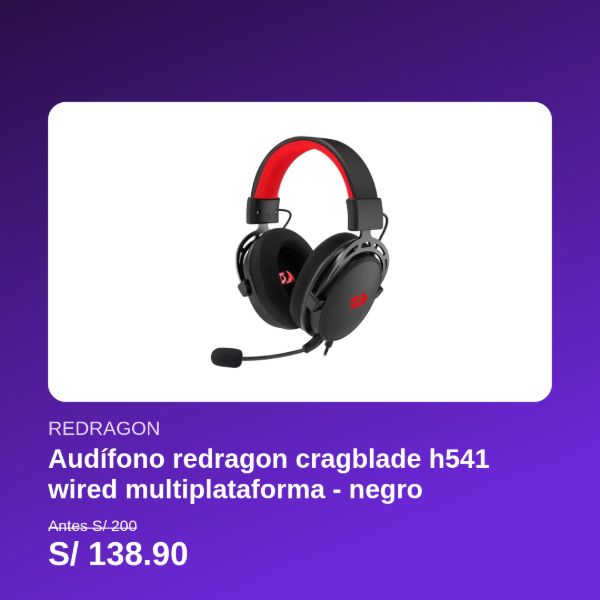 REDRAGON
Audífono redragon cragblade h541
wired multiplataforma - negro
Antes S/ 200
S/ 138.90